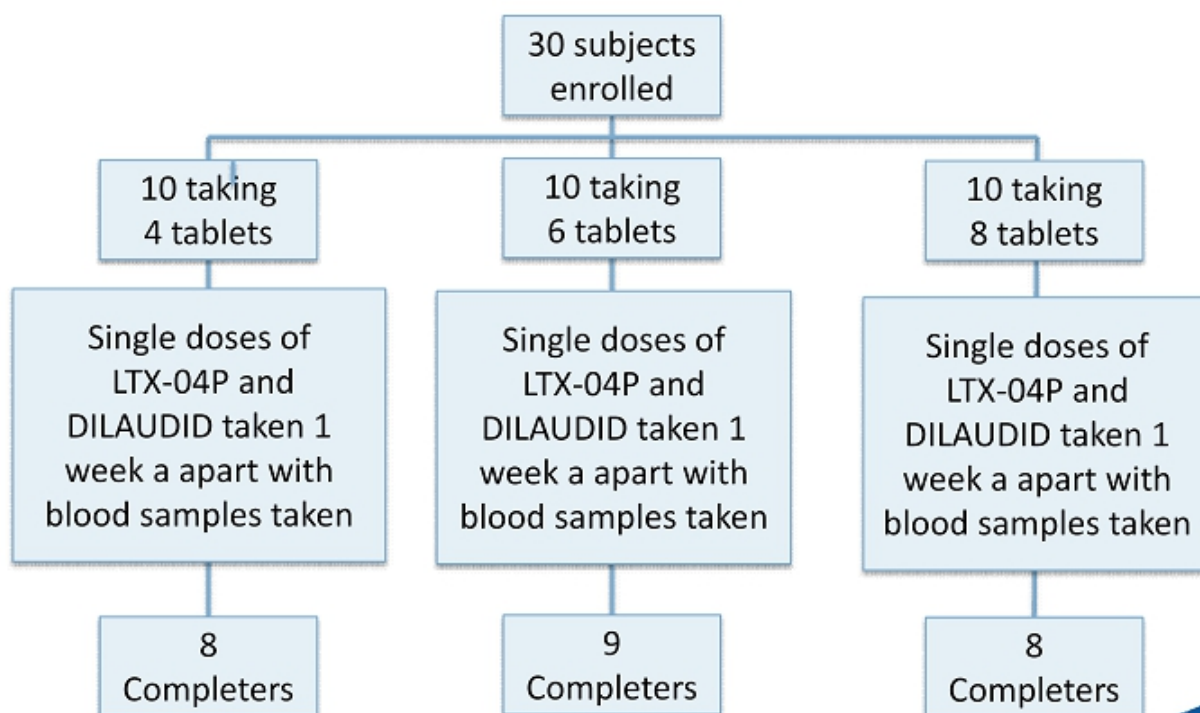 30 subjects
enrolled
10 taking
4 tablets
10 taking
6 tablets
10 taking
8 tablets
Single doses of
LTX-04P and
DILAUDID taken 1
week a apart with
blood samples taken
Single doses of
LTX-04P and
DILAUDID taken 1
week a apart with
blood samples taken
Single doses of
LTX-04P and
DILAUDID taken 1
week a apart with
blood samples taken
8
Completers
9
Completers
8
Completers